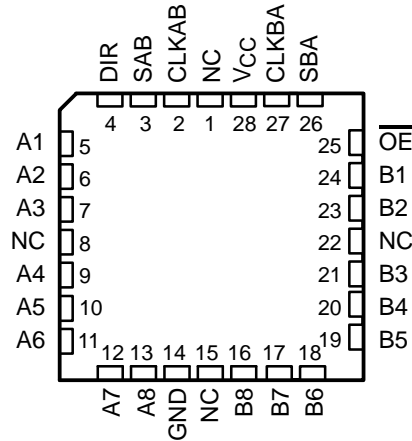 DIR SAB CLKAB NC VCC CLKBA SBA
4 3 2 1 28 27 26
A1 5 25 OE
A2 6 24 B1
A3 7 23 B2
NC 8 22 NC
A4 9 21 B3
A5 10 20 B4
A6 11 19 B5
12 13 14 15 16 17 18
A7 A8 GND NC B8 B7 B6